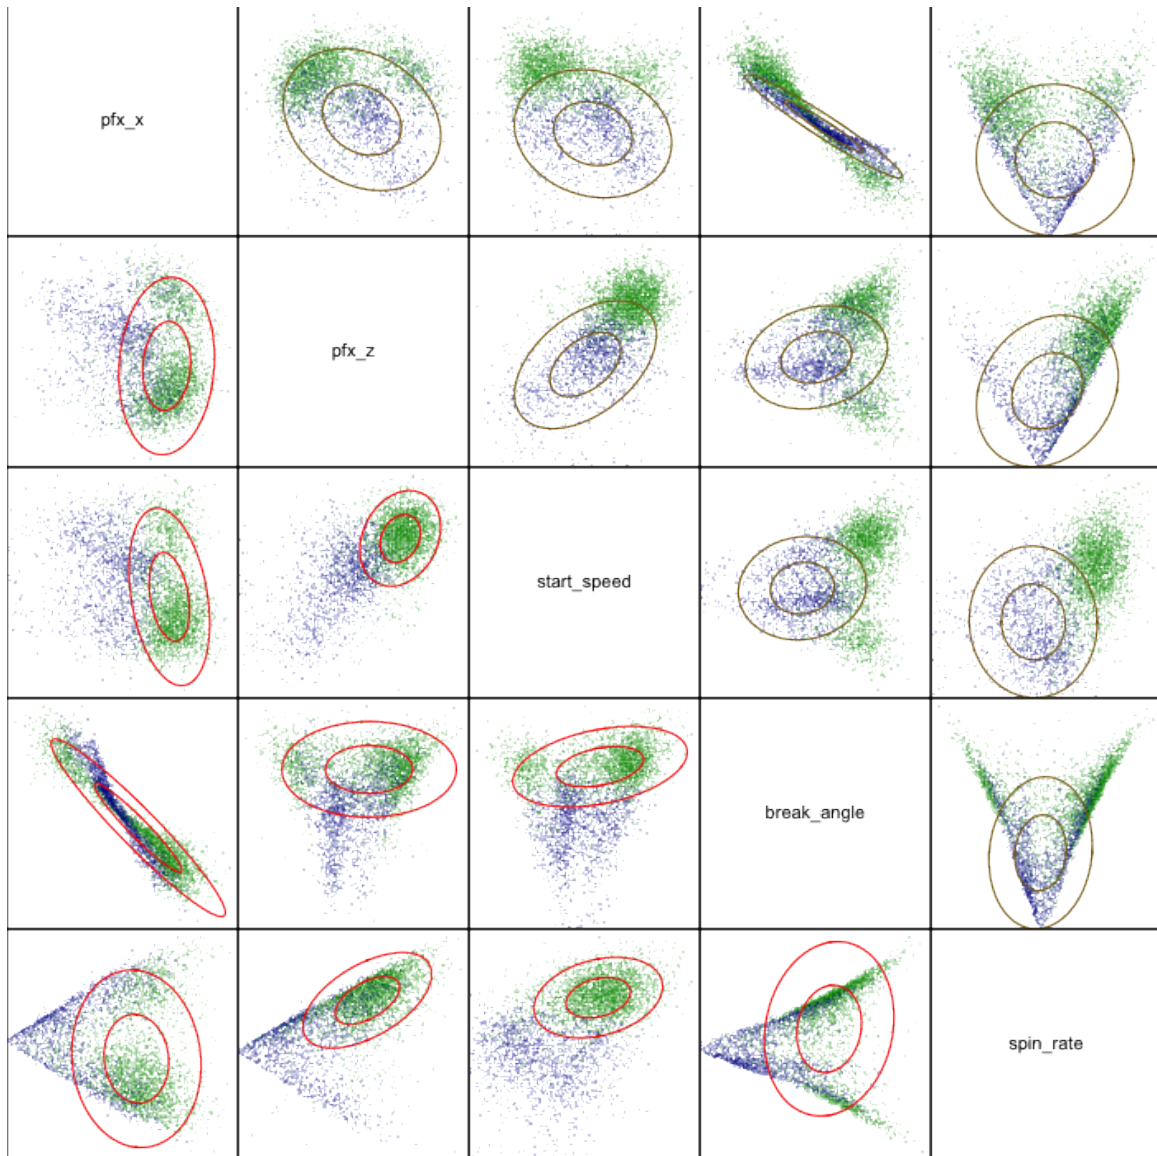 pfx_x
pfx_z
start_speed
break_angle
spin_rate